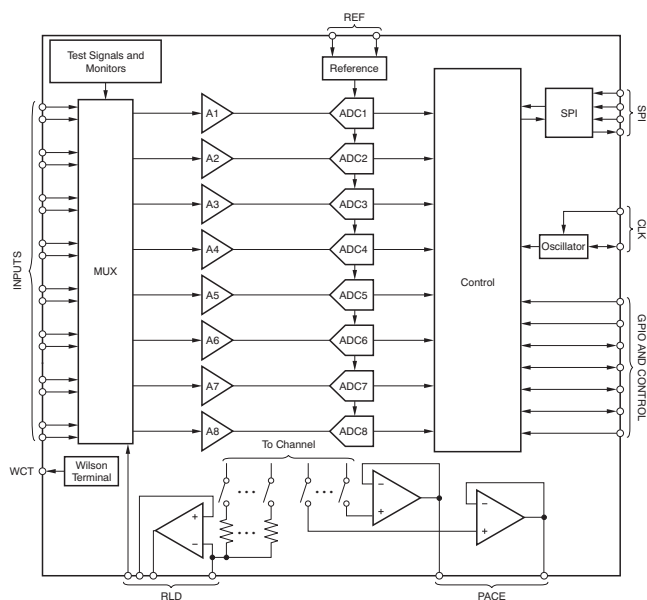 REF
Test Signals and
Monitors
Reference
A1
ADC1
SPI
SPI
A2
ADC2
A3
ADC3
CLK
Oscillator
A4
ADC4
INPUTS
MUX
Control
A5
ADC5
A6
ADC6
GPIO AND CONTROL
A7
ADC7
A8
ADC8
To Channel
WCT
Wilson
Terminal
RLD
PACE